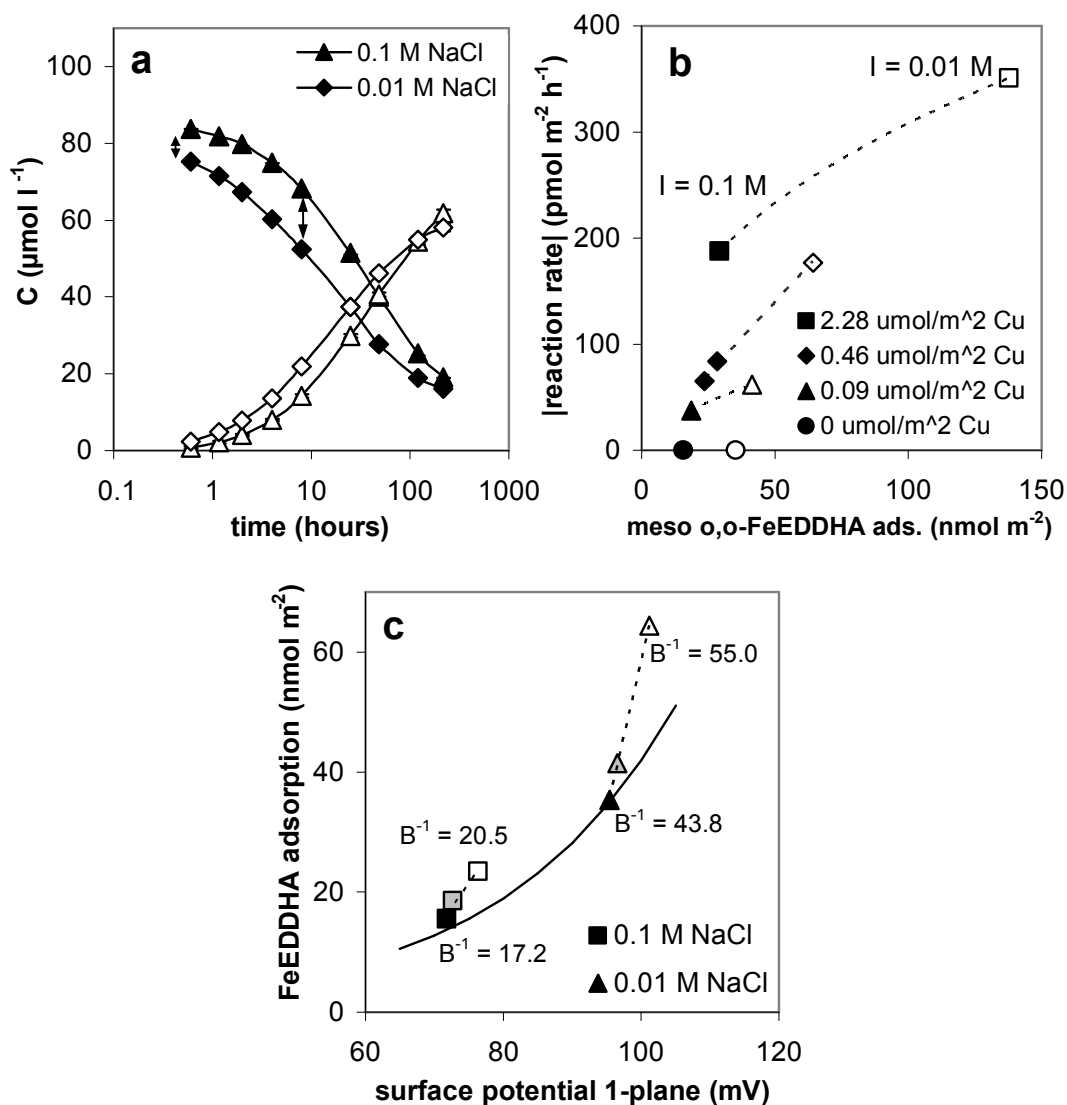 a
0.1 M NaCl
0.01 M NaCl
100
80
60
40
20
0
C (µmol l⁻¹)
0.1 1 10 100 1000
time (hours)
b
I = 0.01 M
I = 0.1 M
400
300
200
100
0
|reaction rate| (pmol m⁻² h⁻¹)
2.28 umol/m^2 Cu
0.46 umol/m^2 Cu
0.09 umol/m^2 Cu
0 umol/m^2 Cu
0 50 100 150
meso o,o-FeEDDHA ads. (nmol m⁻²)
c
60
40
20
0
FeEDDHA adsorption (nmol m⁻²)
B⁻¹ = 55.0
B⁻¹ = 43.8
B⁻¹ = 20.5
B⁻¹ = 17.2
0.1 M NaCl
0.01 M NaCl
60 80 100 120
surface potential 1-plane (mV)